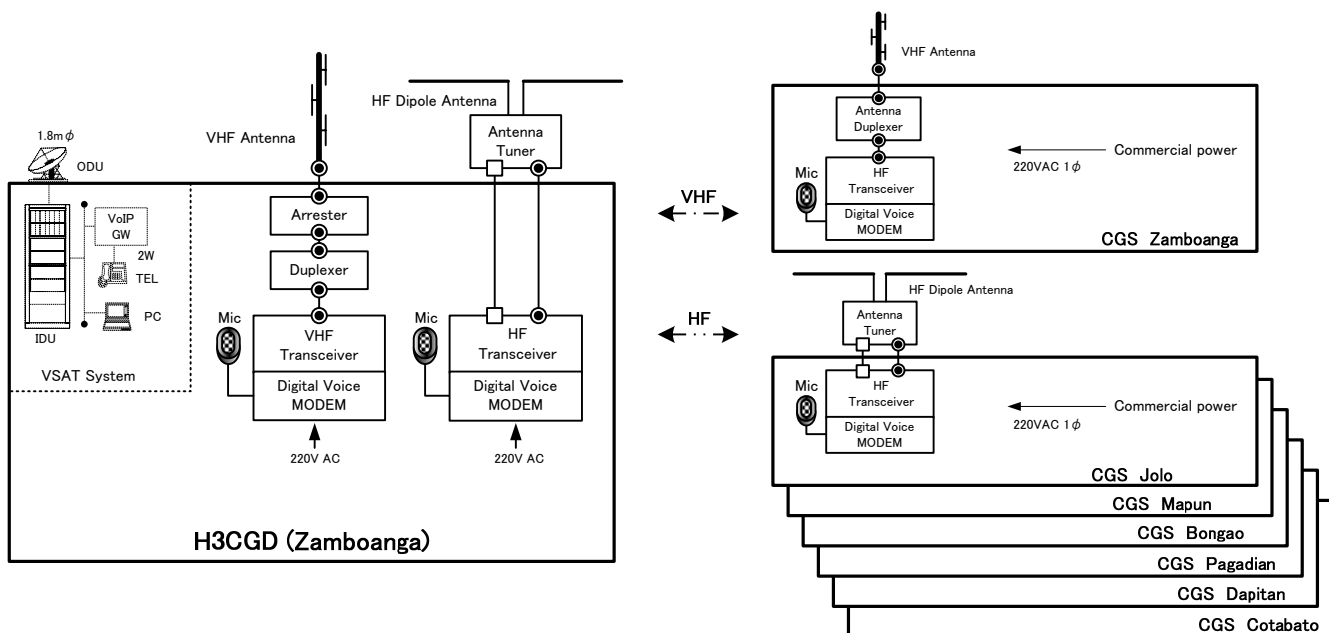 1.8mφ
ODU
VoIP
GW
2W
TEL
PC
IDU
VSAT System
VHF Antenna
Arrester
Duplexer
Mic
VHF
Transceiver
Digital Voice
MODEM
220V AC
HF Dipole Antenna
Antenna
Tuner
Mic
HF
Transceiver
Digital Voice
MODEM
220V AC
H3CGD (Zamboanga)
VHF
HF
VHF Antenna
Antenna
Duplexer
Mic
HF
Transceiver
Digital Voice
MODEM
Commercial power
220VAC 1φ
CGS Zamboanga
HF Dipole Antenna
Antenna
Tuner
Mic
HF
Transceiver
Digital Voice
MODEM
Commercial power
220VAC 1φ
CGS Jolo
CGS Mapun
CGS Bongao
CGS Pagadian
CGS Dapitan
CGS Cotabato